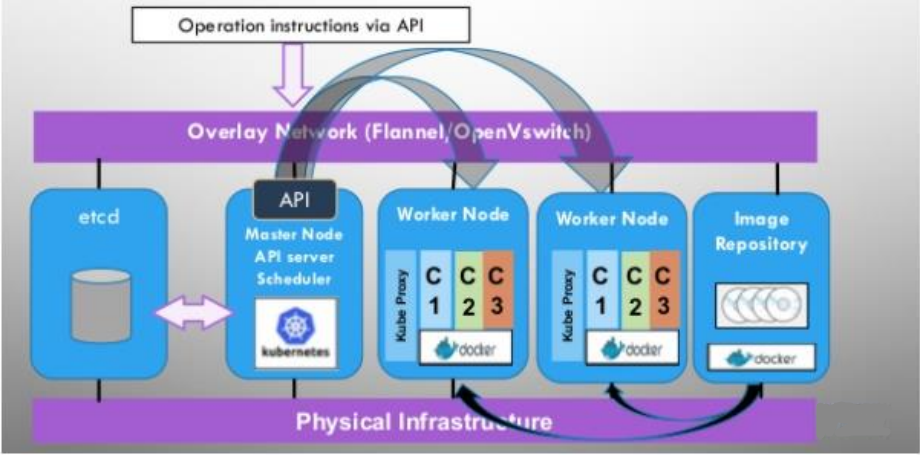 Operation instructions via API
Overlay Network (Flannel/OpenVswitch)
etcd
API
Master Node
API server
Scheduler
kubernetes
Worker Node
Kube Proxy
C
1
C
2
C
3
docker
Worker Node
Kube Proxy
C
1
C
2
C
3
docker
Image
Repository
docker
Physical Infrastructure